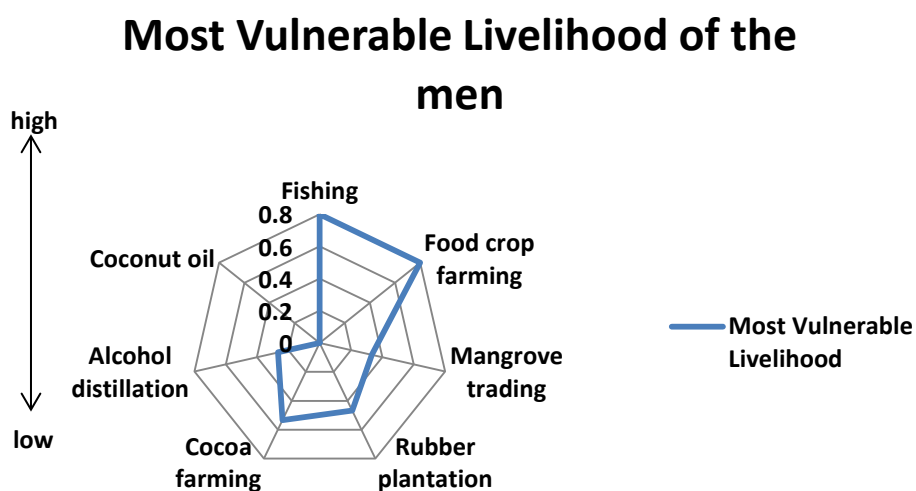 Most Vulnerable Livelihood of the
men
high
low
Fishing
Food crop
farming
Mangrove
trading
Rubber
plantation
Cocoa
farming
Alcohol
distillation
Coconut oil
0.8
0.6
0.4
0.2
0
Most Vulnerable
Livelihood